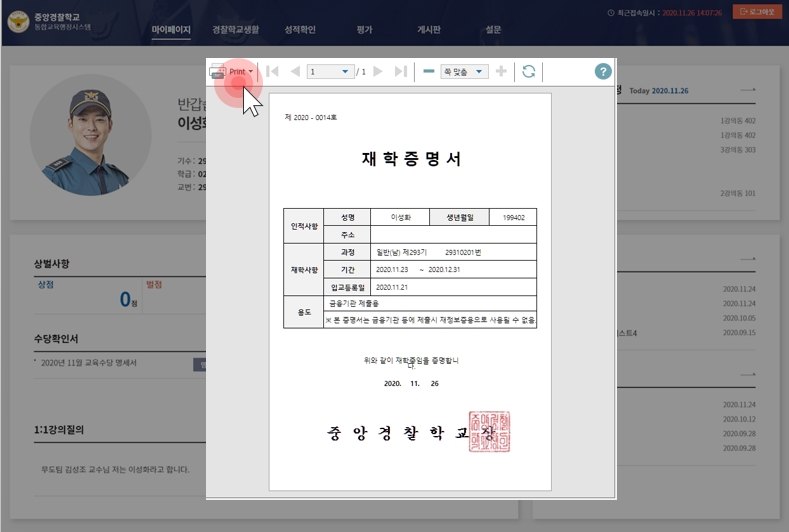 중앙경찰학교
통합교육행정시스템
마이페이지 경찰학교생활 성적확인 평가 게시판 설문
최근접속일시 : 2020.11.26 14:07:26
로그아웃
Print 1 / 1 쪽 맞춤 ?
반갑습
이성화
기수 : 29
학급 : 02
교번 : 29
Today 2020.11.26
1강의동 402
1강의동 402
3강의동 303
2강의동 101
상벌사항
상점 벌점
0점
수당확인서
2020년 11월 교육수당 명세서
1:1강의질의
무도팀 김성조 교수님 저는 이성화라고 합니다.
제 2020 - 0014호
재 학 증 명 서
인적사항 성명 이성화 생년월일 199402
주소
재학사항 과정 일반(남) 제293기 29310201번
기간 2020.11.23 ~ 2020.12.31
입교등록일 2020.11.21
용도 금융기관 제출용
※ 본 증명서는 금융기관 등에 제출시 재정보증용으로 사용될 수 없음.
위와 같이 재학중임을 증명합니
다.
2020. 11. 26
중 앙 경 찰 학 교 장
2020.11.24
2020.11.24
2020.10.05
스트4 2020.09.15
2020.11.24
2020.10.12
2020.09.28
2020.09.28